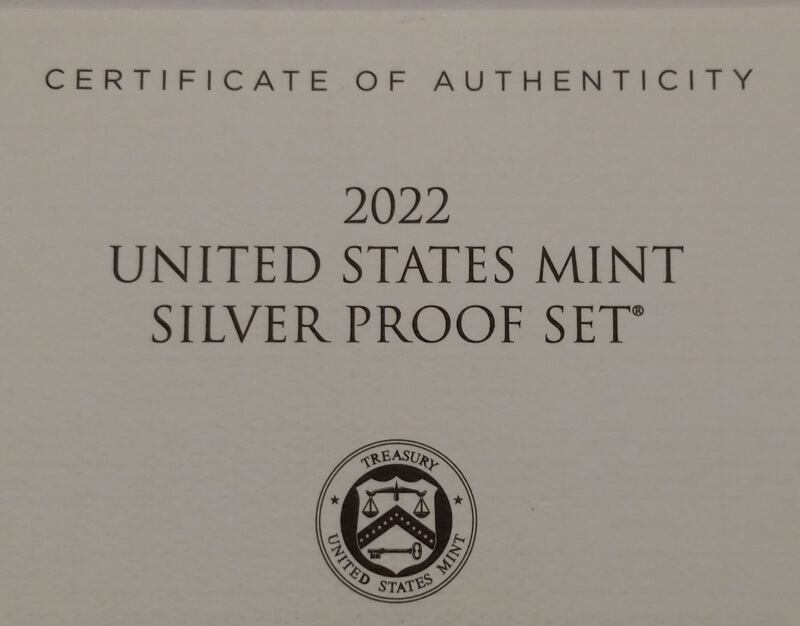 CERTIFICATE OF AUTHENTICITY
2022
UNITED STATES MINT
SILVER PROOF SET®
TREASURY
UNITED STATES MINT